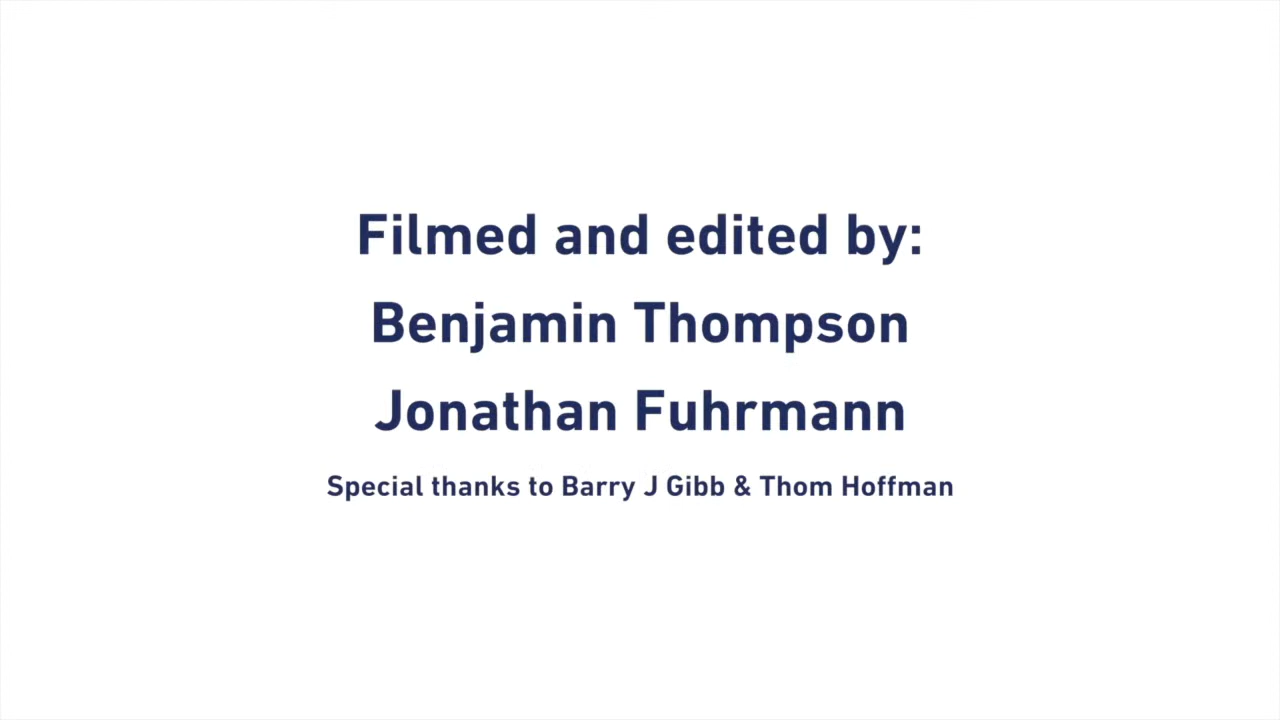 Filmed and edited by:
Benjamin Thompson
Jonathan Fuhrmann
Special thanks to Barry J Gibb & Thom Hoffman